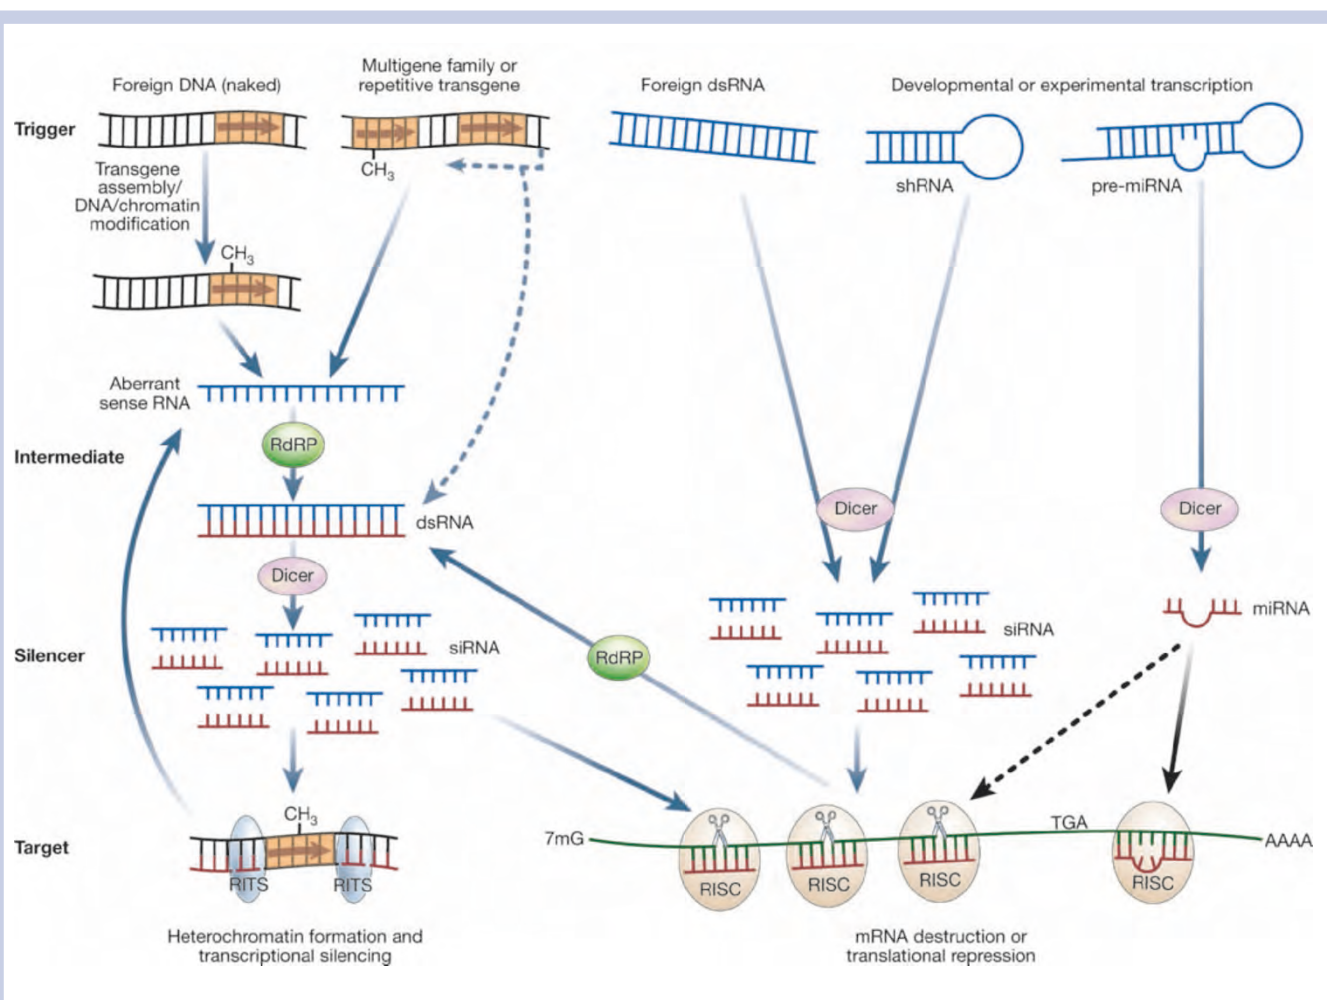 Foreign DNA (naked)
Multigene family or
repetitive transgene
Foreign dsRNA
Developmental or experimental transcription
Trigger
CH3
shRNA
pre-miRNA
Transgene
assembly/
DNA/chromatin
modification
CH3
Aberrant
sense RNA
RdRP
Intermediate
dsRNA
Dicer
Dicer
Dicer
siRNA
miRNA
siRNA
Silencer
RdRP
CH3
Target
RITS
RITS
7mG
TGA
AAAA
RISC
RISC
RISC
RISC
Heterochromatin formation and
transcriptional silencing
mRNA destruction or
translational repression